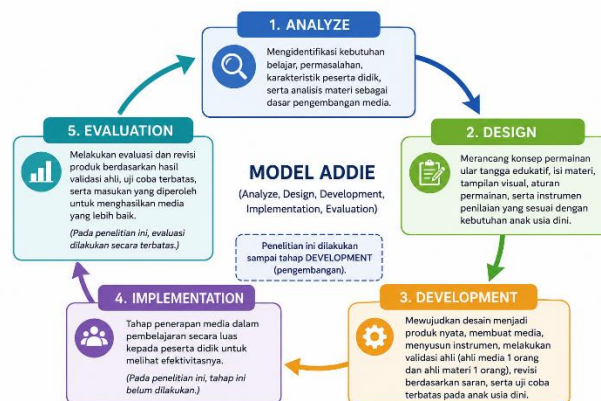 1. ANALYZE
Mengidentifikasi kebutuhan
belajar, permasalahan,
karakteristik peserta didik,
serta analisis materi sebagai
dasar pengembangan media.
2. DESIGN
Merancang konsep permainan
ular tangga edukatif, isi materi,
tampilan visual, aturan
permainan, serta instrumen
penilaian yang sesuai dengan
kebutuhan anak usia dini.
3. DEVELOPMENT
Mewujudkan desain menjadi
produk nyata, membuat media,
menyusun instrumen, melakukan
validasi ahli (ahli media 1 orang
dan ahli materi 1 orang), revisi
berdasarkan saran, serta uji coba
terbatas pada anak usia dini.
4. IMPLEMENTATION
Tahap penerapan media dalam
pembelajaran secara luas
kepada peserta didik untuk
melihat efektivitasnya.
(Pada penelitian ini, tahap ini
belum dilakukan.)
5. EVALUATION
Melakukan evaluasi dan revisi
produk berdasarkan hasil
validasi ahli, uji coba terbatas,
serta masukan yang diperoleh
untuk menghasilkan media
yang lebih baik.
(Pada penelitian ini, evaluasi
dilakukan secara terbatas.)
MODEL ADDIE
(Analyze, Design, Development,
Implementation, Evaluation)
Penelitian ini dilakukan
sampai tahap DEVELOPMENT
(pengembangan).